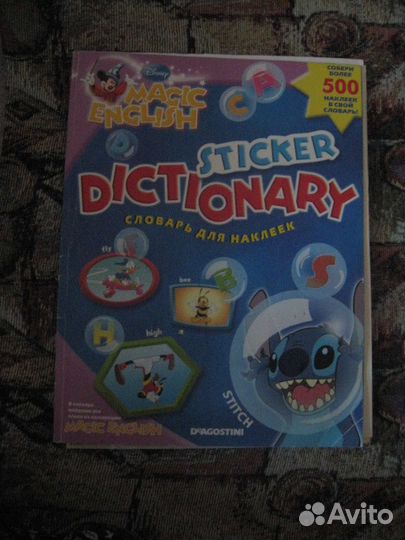 СОБЕРИ
БОЛЕЕ
500
НАКЛЕЕК
В СВОЙ
СЛОВАРЬ!
Disney
MAGIC
ENGLISH
C A
D
STICKER
DICTIONARY
СЛОВАРЬ ДЛЯ НАКЛЕЕК
fly
bee
B
S
H
high
STITCH
MAGIC ENGLISH
DeAGOSTINI
Avito